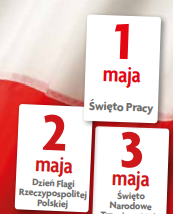 1
maja
Święto Pracy
2
maja
Dzień Flagi
Rzeczypospolitej
Polskiej
3
maja
Święto
Narodowe